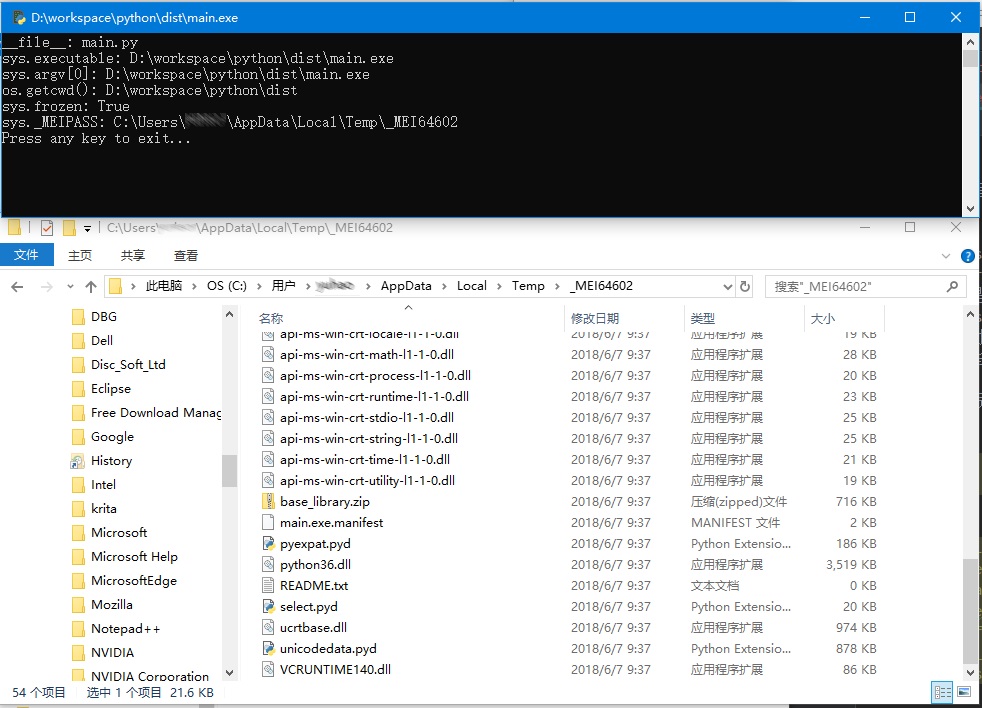 D:\workspace\python\dist\main.exe
__file__: main.py
sys.executable: D:\workspace\python\dist\main.exe
sys.argv[0]: D:\workspace\python\dist\main.exe
os.getcwd(): D:\workspace\python\dist
sys.frozen: True
sys._MEIPASS: C:\Users\ \AppData\Local\Temp\_MEI64602
Press any key to exit...
C:\Users\ \AppData\Local\Temp\_MEI64602
文件 主页 共享 查看
此电脑 OS (C:) 用户 AppData Local Temp _MEI64602 搜索"_MEI64602"
名称 修改日期 类型 大小
DBG
Dell
Disc_Soft_Ltd
Eclipse
Free Download Manag
Google
History
Intel
krita
Microsoft
Microsoft Help
MicrosoftEdge
Mozilla
Notepad++
NVIDIA
NVIDIA Corporation
api-ms-win-crt-locale-l1-1-0.dll 2018/6/7 9:37 应用程序扩展 19 KB
api-ms-win-crt-math-l1-1-0.dll 2018/6/7 9:37 应用程序扩展 28 KB
api-ms-win-crt-process-l1-1-0.dll 2018/6/7 9:37 应用程序扩展 20 KB
api-ms-win-crt-runtime-l1-1-0.dll 2018/6/7 9:37 应用程序扩展 23 KB
api-ms-win-crt-stdio-l1-1-0.dll 2018/6/7 9:37 应用程序扩展 25 KB
api-ms-win-crt-string-l1-1-0.dll 2018/6/7 9:37 应用程序扩展 25 KB
api-ms-win-crt-time-l1-1-0.dll 2018/6/7 9:37 应用程序扩展 21 KB
api-ms-win-crt-utility-l1-1-0.dll 2018/6/7 9:37 应用程序扩展 19 KB
base_library.zip 2018/6/7 9:37 压缩(zipped)文件 716 KB
main.exe.manifest 2018/6/7 9:37 MANIFEST 文件 2 KB
pyexpat.pyd 2018/6/7 9:37 Python Extensio... 186 KB
python36.dll 2018/6/7 9:37 应用程序扩展 3,519 KB
README.txt 2018/6/7 9:37 文本文档 0 KB
select.pyd 2018/6/7 9:37 Python Extensio... 20 KB
ucrtbase.dll 2018/6/7 9:37 应用程序扩展 974 KB
unicodedata.pyd 2018/6/7 9:37 Python Extensio... 878 KB
VCRUNTIME140.dll 2018/6/7 9:37 应用程序扩展 86 KB
54 个项目 选中 1 个项目 21.6 KB